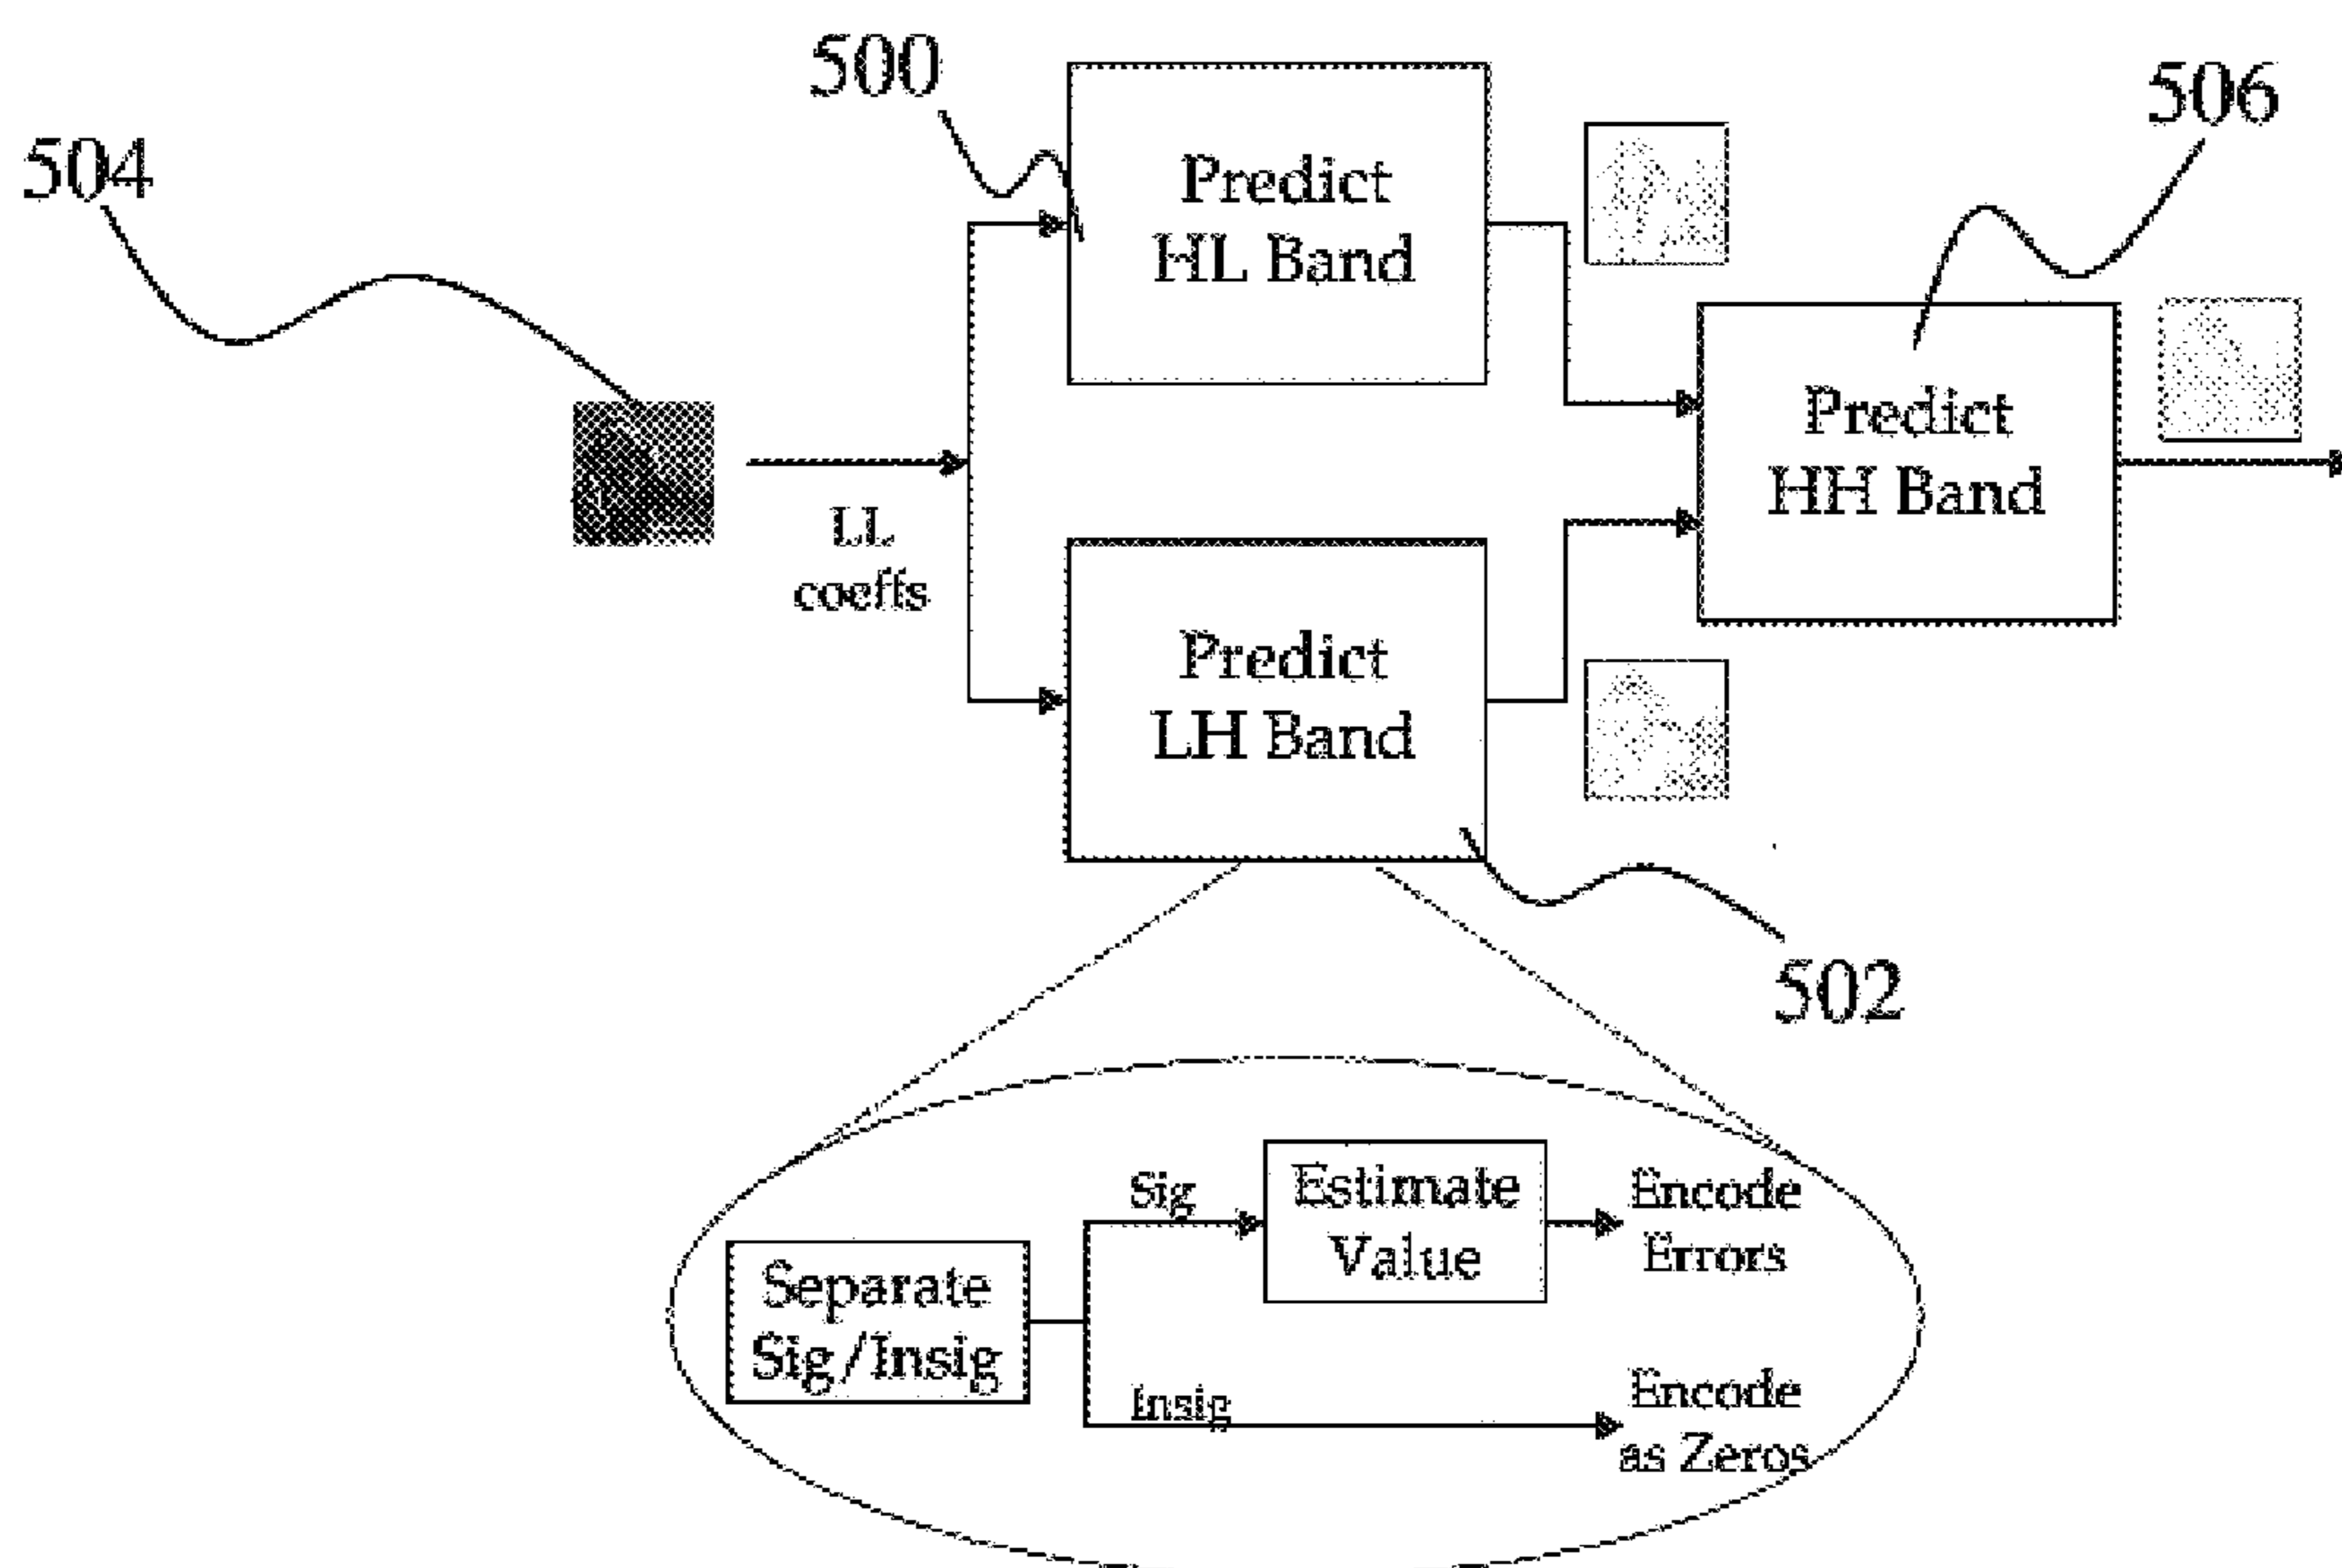 500
506
504
Predict
HL Band
Predict
HH Band
LL
coeffs
Predict
LH Band
502
Sig
Estimate
Value
Encode
Errors
Separate
Sig/Insig
Insig
Encode
as Zeros